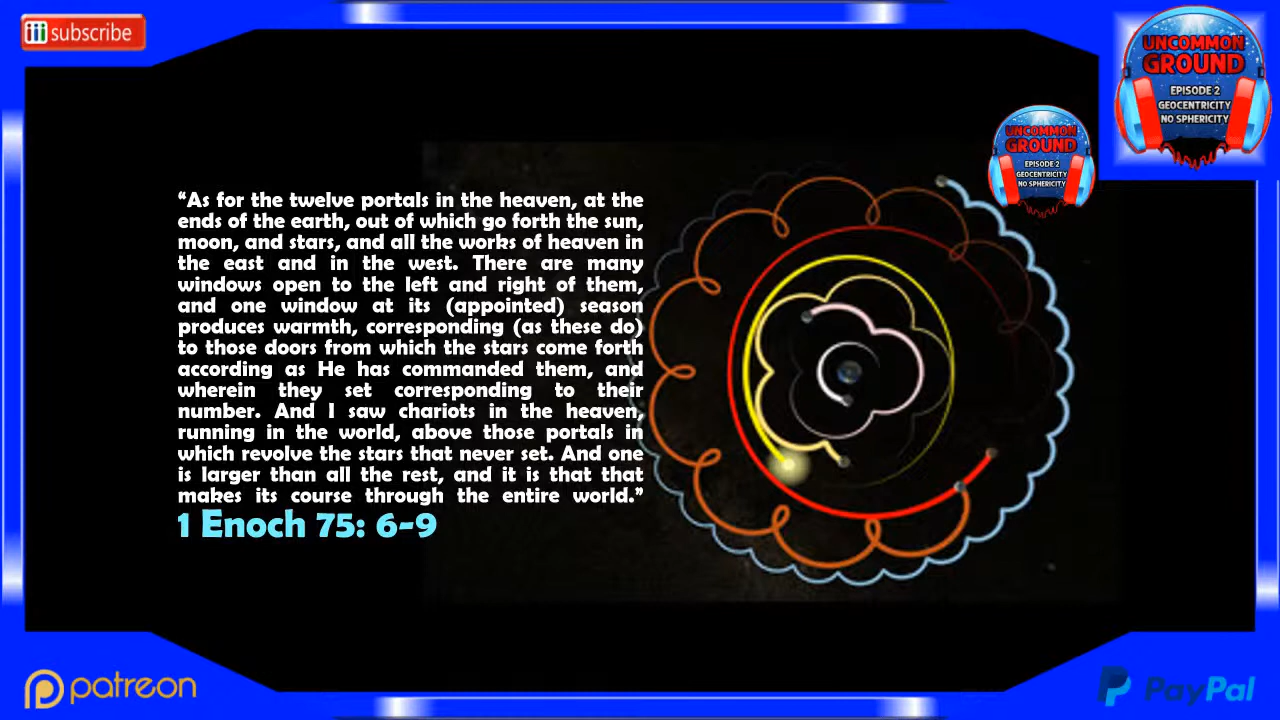 subscribe
UNCOMMON
GROUND
EPISODE 2
GEOCENTRICITY
NO SPHERICITY
UNCOMMON
GROUND
EPISODE 2
GEOCENTRICITY
NO SPHERICITY
“As for the twelve portals in the heaven, at the
ends of the earth, out of which go forth the sun,
moon, and stars, and all the works of heaven in
the east and in the west. There are many
windows open to the left and right of them,
and one window at its (appointed) season
produces warmth, corresponding (as these do)
to those doors from which the stars come forth
according as He has commanded them, and
wherein they set corresponding to their
number. And I saw chariots in the heaven,
running in the world, above those portals in
which revolve the stars that never set. And one
is larger than all the rest, and it is that that
makes its course through the entire world.”
1 Enoch 75: 6-9
patreon
PayPal